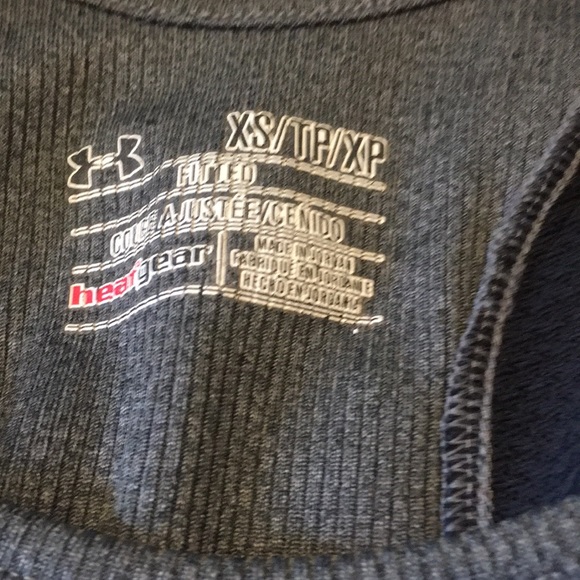 XS/TP/XP
FITTED
COUPE AJUSTÉE/CEÑIDO
heatgear
MADE IN JORDAN
FABRIQUÉ EN JORDANIE
HECHO EN JORDANIA